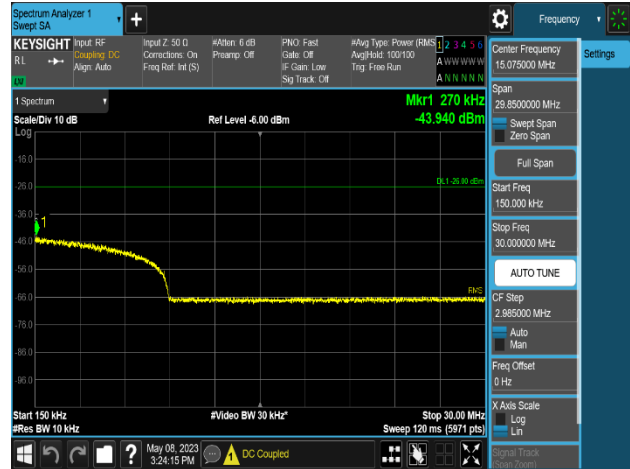 Spectrum Analyzer 1
Swept SA
+
Frequency
KEYSIGHT
RL
Input: RF
Coupling: DC
Align: Auto
Input Z: 50 Ω
Corrections: On
Freq Ref: Int (S)
#Atten: 6 dB
Preamp: Off
PNO: Fast
Gate: Off
IF Gain: Low
Sig Track: Off
#Avg Type: Power (RMS
Avg|Hold: 100/100
Trig: Free Run
1 2 3 4 5 6
A W W W W W
A N N N N N
1 Spectrum
Scale/Div 10 dB
Log
Ref Level -6.00 dBm
Mkr1 270 kHz
-43.940 dBm
-16.0
-26.0
-36.0
-46.0
-56.0
-66.0
-76.0
-86.0
-96.0
DL1 -26.00 dBm
1
RMS
Start 150 kHz
#Res BW 10 kHz
#Video BW 30 kHz*
Stop 30.00 MHz
Sweep 120 ms (5971 pts)
Center Frequency
15.075000 MHz
Settings
Span
29.8500000 MHz
Swept Span
Zero Span
Full Span
Start Freq
150.000 kHz
Stop Freq
30.000000 MHz
AUTO TUNE
CF Step
2.985000 MHz
Auto
Man
Freq Offset
0 Hz
X Axis Scale
Log
Lin
Signal Track
(Span Zoom)
?
May 08, 2023
3:24:15 PM
DC Coupled